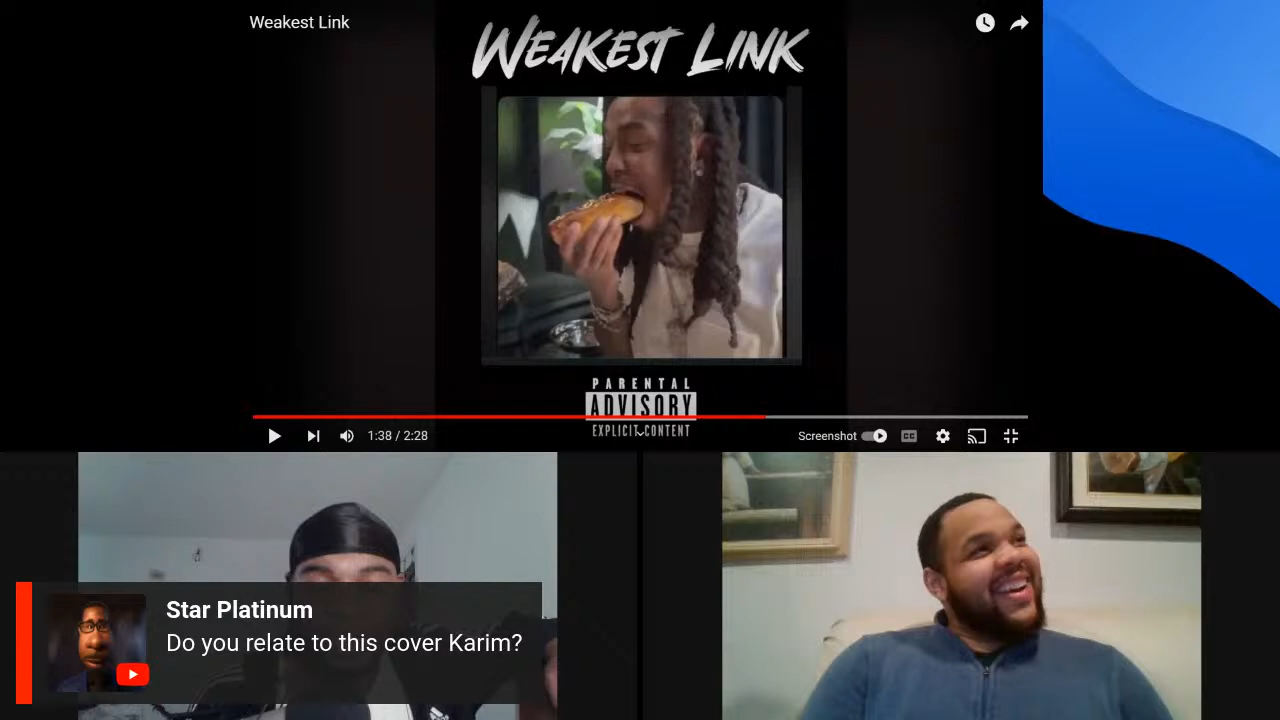 Weakest Link
WEAKEST LINK
PARENTAL
ADVISORY
EXPLICIT CONTENT
1:38 / 2:28
Screenshot
CC
Star Platinum
Do you relate to this cover Karim?